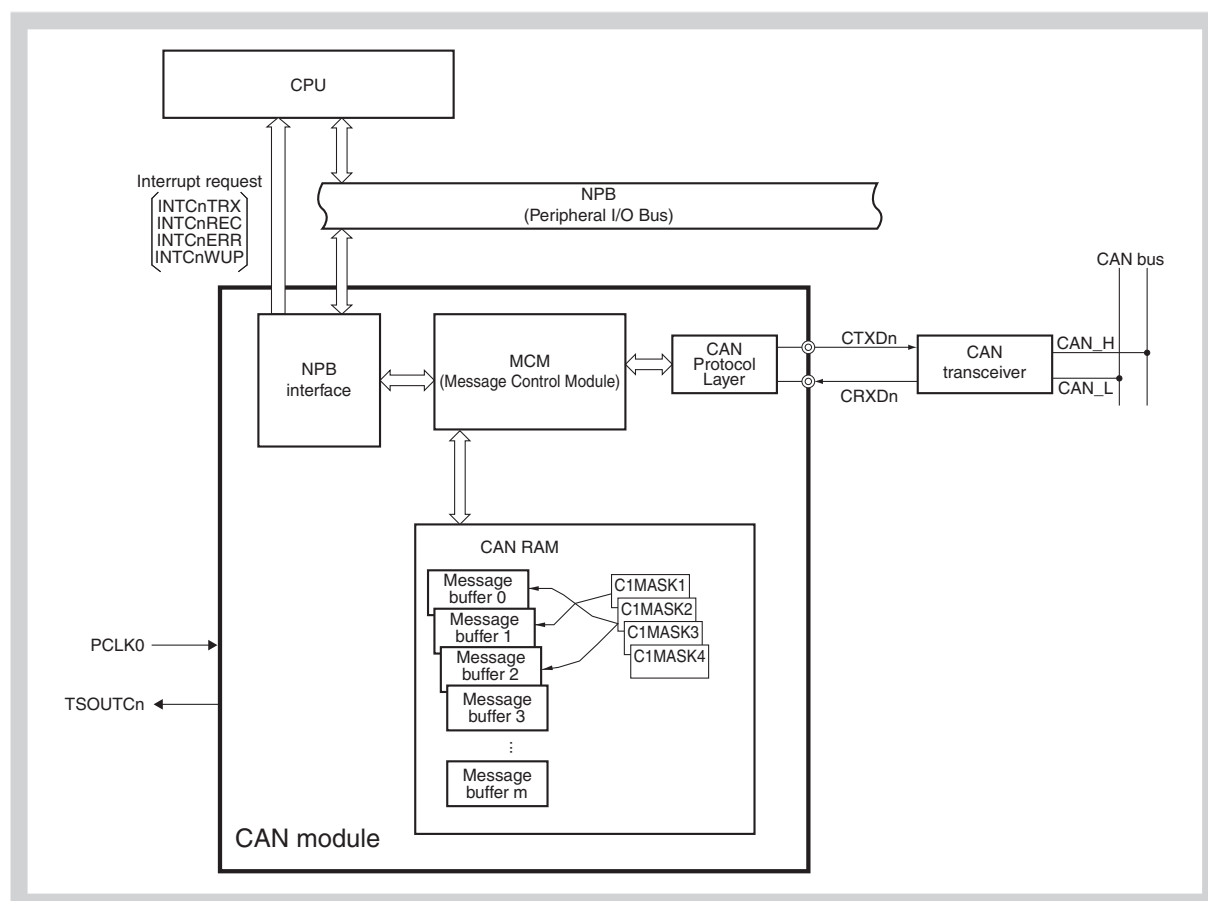 CPU
Interrupt request
INTCnTRX
INTCnREC
INTCnERR
INTCnWUP
NPB
(Peripheral I/O Bus)
CAN bus
NPB
interface
MCM
(Message Control Module)
CAN
Protocol
Layer
CTXDn
CRXDn
CAN
transceiver
CAN_H
CAN_L
CAN RAM
Message
buffer 0
Message
buffer 1
Message
buffer 2
Message
buffer 3
⋮
Message
buffer m
C1MASK1
C1MASK2
C1MASK3
C1MASK4
PCLK0
TSOUTCn
CAN module